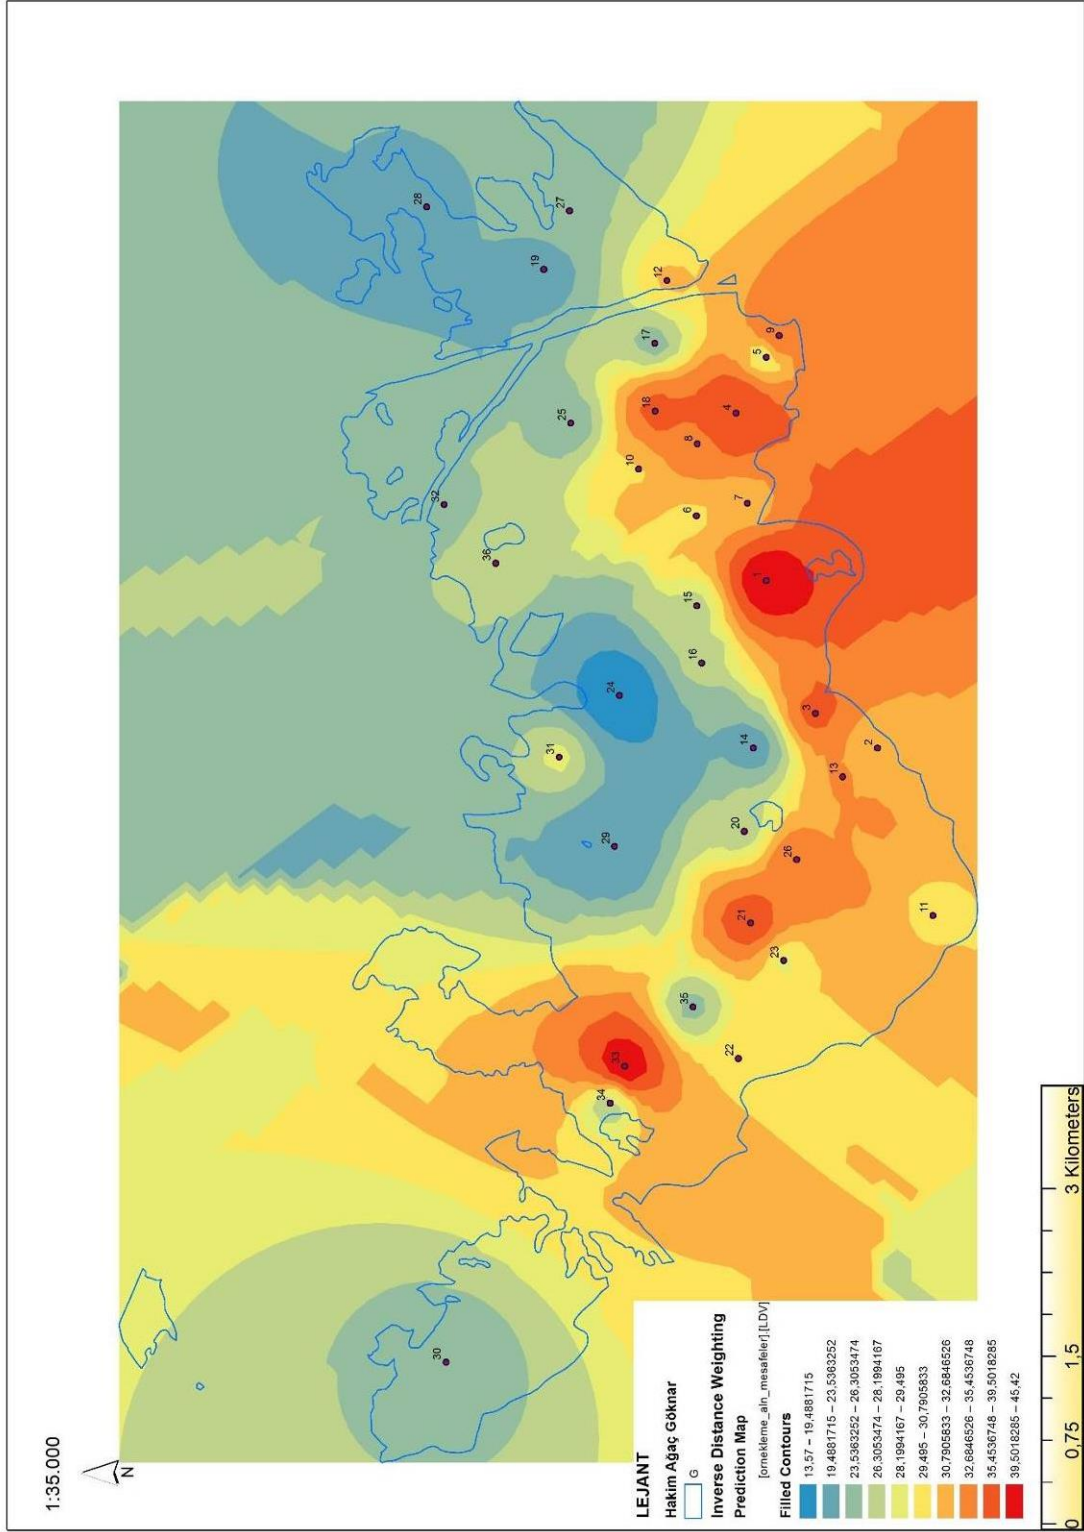 1:35.000
N
28
27
19
12
17
9
5
18
4
25
8
10
32
7
6
36
1
15
16
24
3
31
14
2
13
20
29
26
11
21
23
35
22
33
34
30
LEJANT
Hakim Ağaç Göknar
G
Inverse Distance Weighting
Prediction Map
[ornekleme_aln_mesafeler].[LDV]
Filled Contours
13,57 – 19,4881715
19,4881715 – 23,5363252
23,5363252 – 26,3053474
26,3053474 – 28,1994167
28,1994167 – 29,495
29,495 – 30,7905833
30,7905833 – 32,6846526
32,6846526 – 35,4536748
35,4536748 – 39,5018285
39,5018285 – 45,42
0 0,75 1,5 3 Kilometers